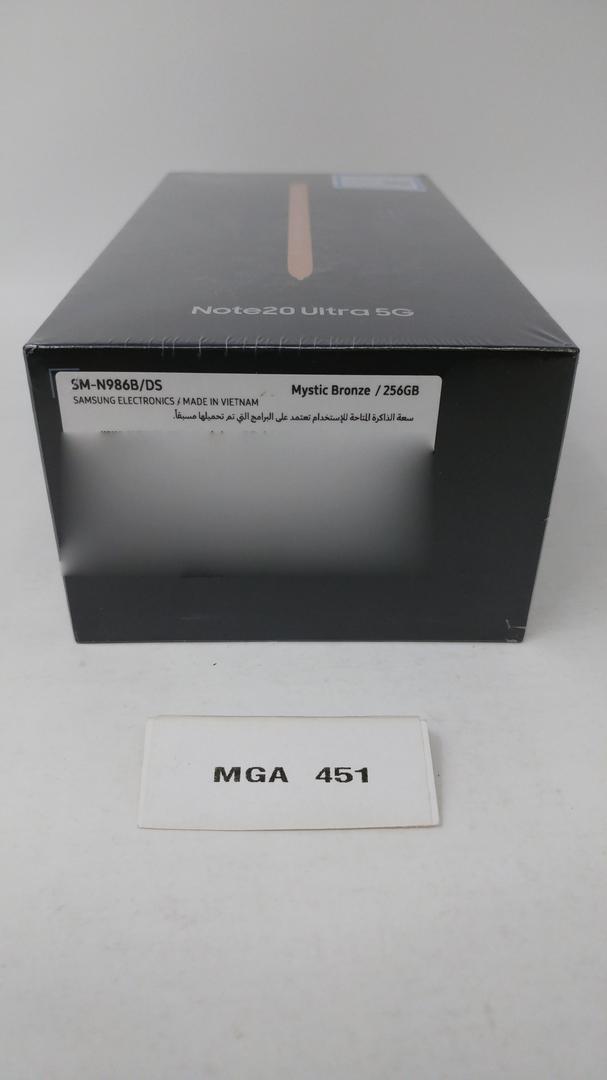 Note20 Ultra 5G
SM-N986B/DS
Mystic Bronze / 256GB
SAMSUNG ELECTRONICS / MADE IN VIETNAM
سعة الذاكرة المتاحة للإستخدام تعتمد على البرامج التي تم تحميلها مسبقاً.
MGA 451